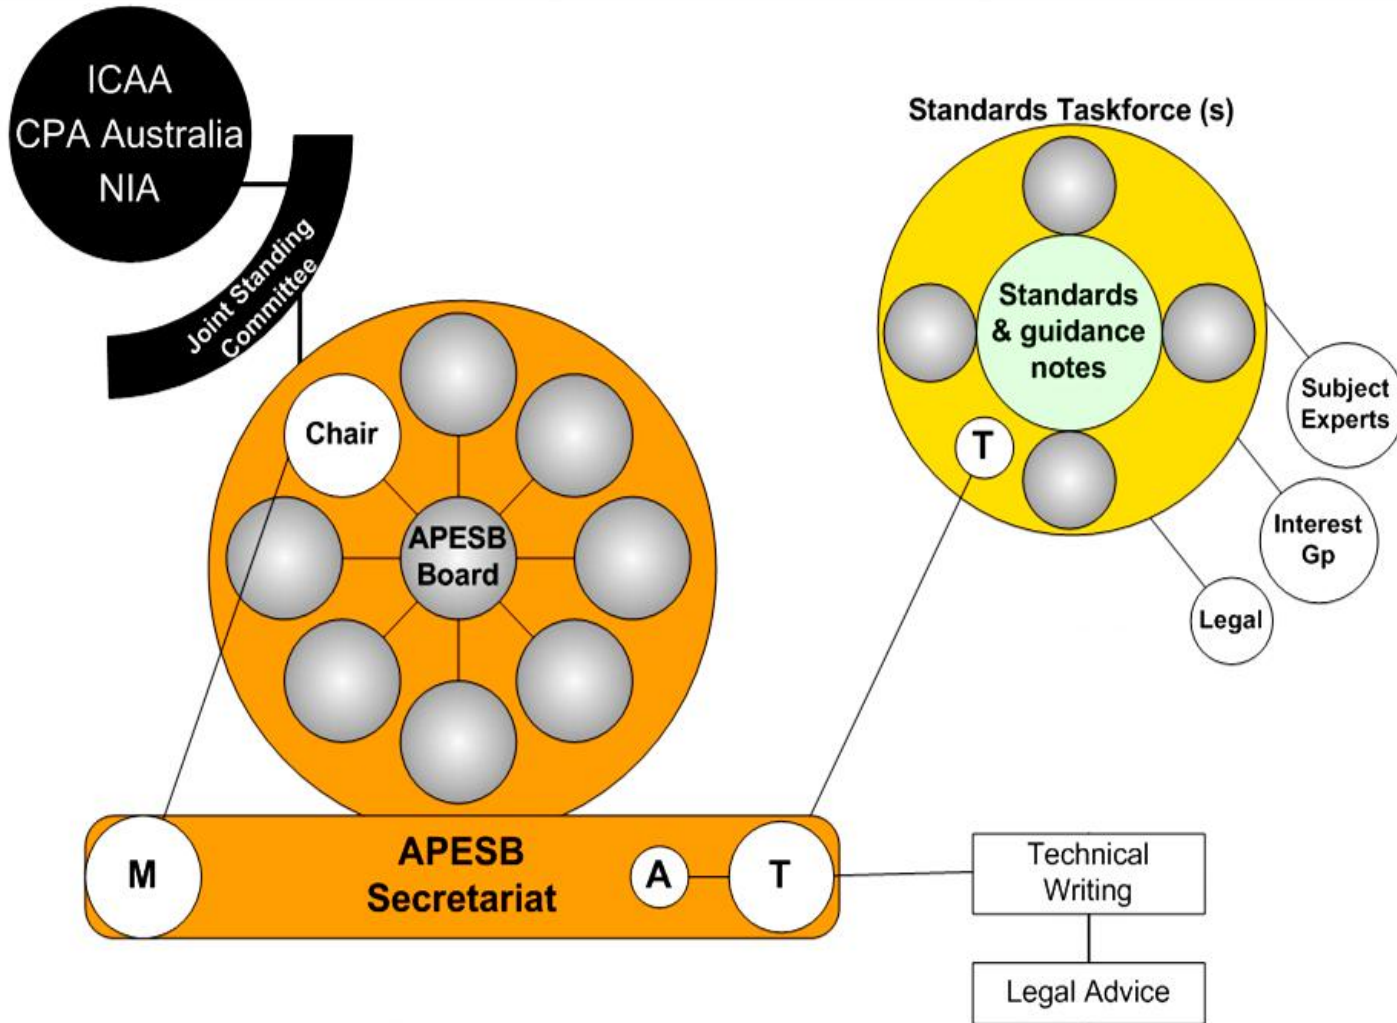 ICAA
CPA Australia
NIA
Joint Standing
Committee
Chair
APESB
Board
M
APESB
Secretariat
A
T
Standards Taskforce (s)
Standards
& guidance
notes
T
Subject
Experts
Interest
Gp
Legal
Technical
Writing
Legal Advice